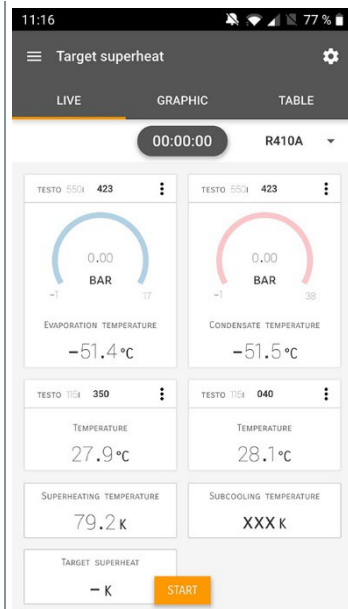 11:16 77 %
Target superheat
LIVE GRAPHIC TABLE
00:00:00 R410A
TESTO 550i 423 TESTO 550i 423
0.00 0.00
BAR BAR
-1 17 -1 38
EVAPORATION TEMPERATURE CONDENSATE TEMPERATURE
-51.4 °C -51.5 °C
TESTO 115i 350 TESTO 115i 040
TEMPERATURE TEMPERATURE
27.9 °C 28.1 °C
SUPERHEATING TEMPERATURE SUBCOOLING TEMPERATURE
79.2 K XXX K
TARGET SUPERHEAT
– K START